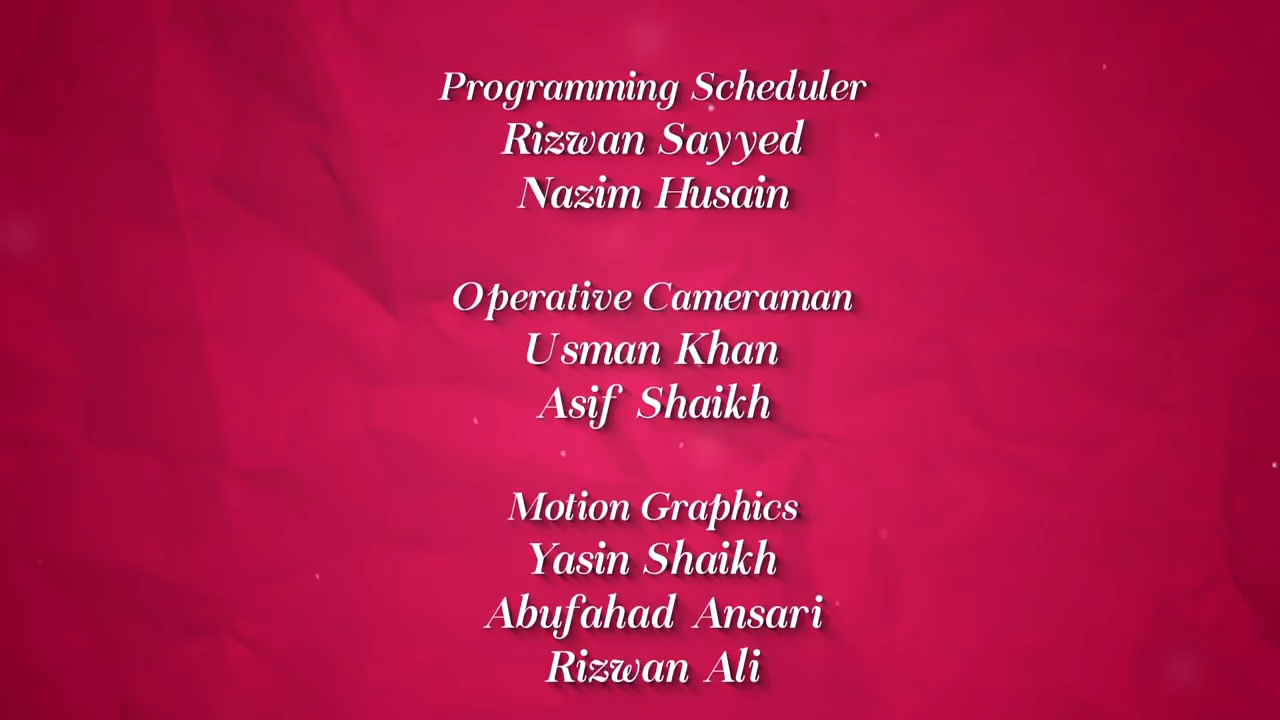 Programming Scheduler
Rizwan Sayyed
Nazim Husain
Operative Cameraman
Usman Khan
Asif Shaikh
Motion Graphics
Yasin Shaikh
Abufahad Ansari
Rizwan Ali